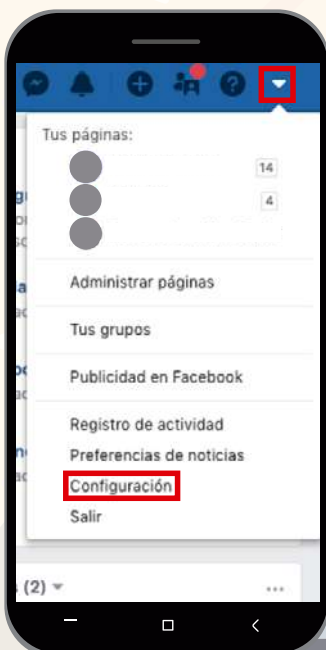 Tus páginas:
14
4
Administrar páginas
Tus grupos
Publicidad en Facebook
Registro de actividad
Preferencias de noticias
Configuración
Salir
(2)